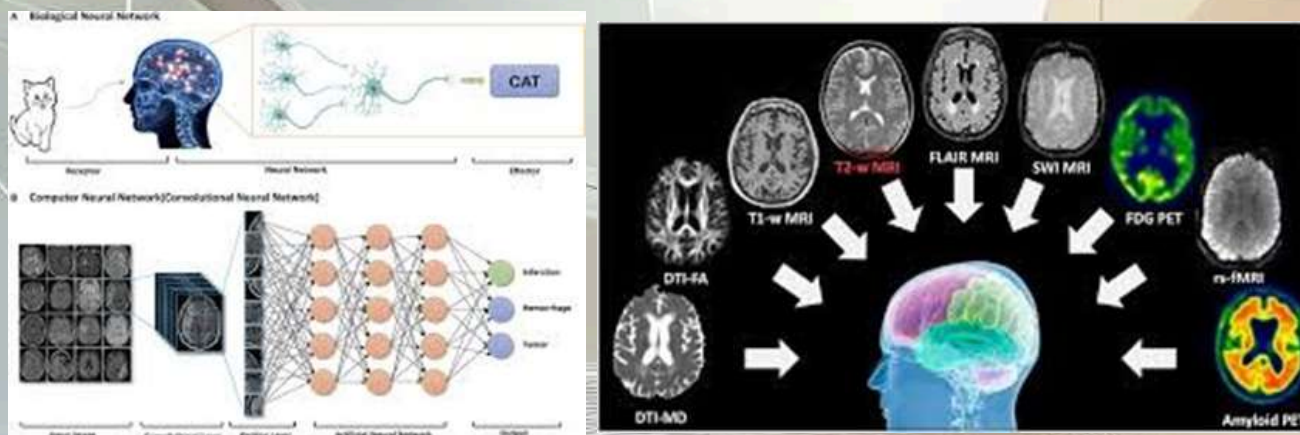 A Biological Neural Network
CAT
Receptor
Neural Network
Effector
B Computer Neural Network(Convolutional Neural Network)
Infarction
Hemorrhage
Tumor
T2-w MRI
FLAIR MRI
SWI MRI
T1-w MRI
FDG PET
DTI-FA
rs-fMRI
DTI-MD
Amyloid PET